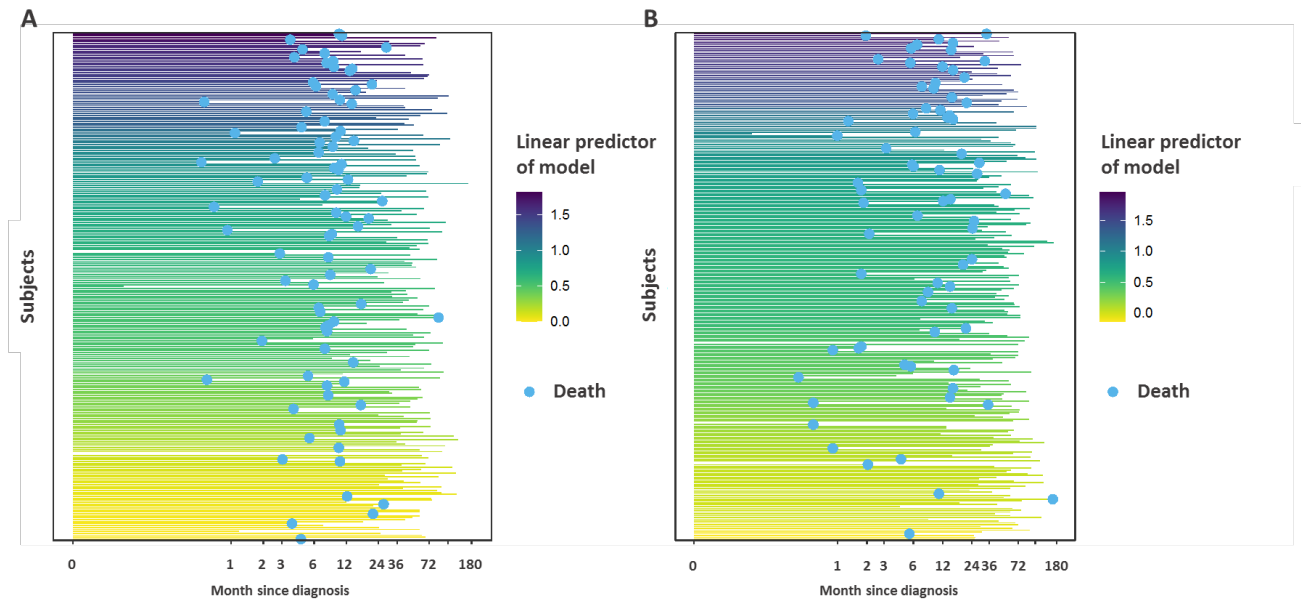 A
B
Linear predictor
of model
1.5
1.0
0.5
0.0
Death
Subjects
0 1 2 3 6 12 24 36 72 180
Month since diagnosis
Linear predictor
of model
1.5
1.0
0.5
0.0
Death
Subjects
0 1 2 3 6 12 24 36 72 180
Month since diagnosis